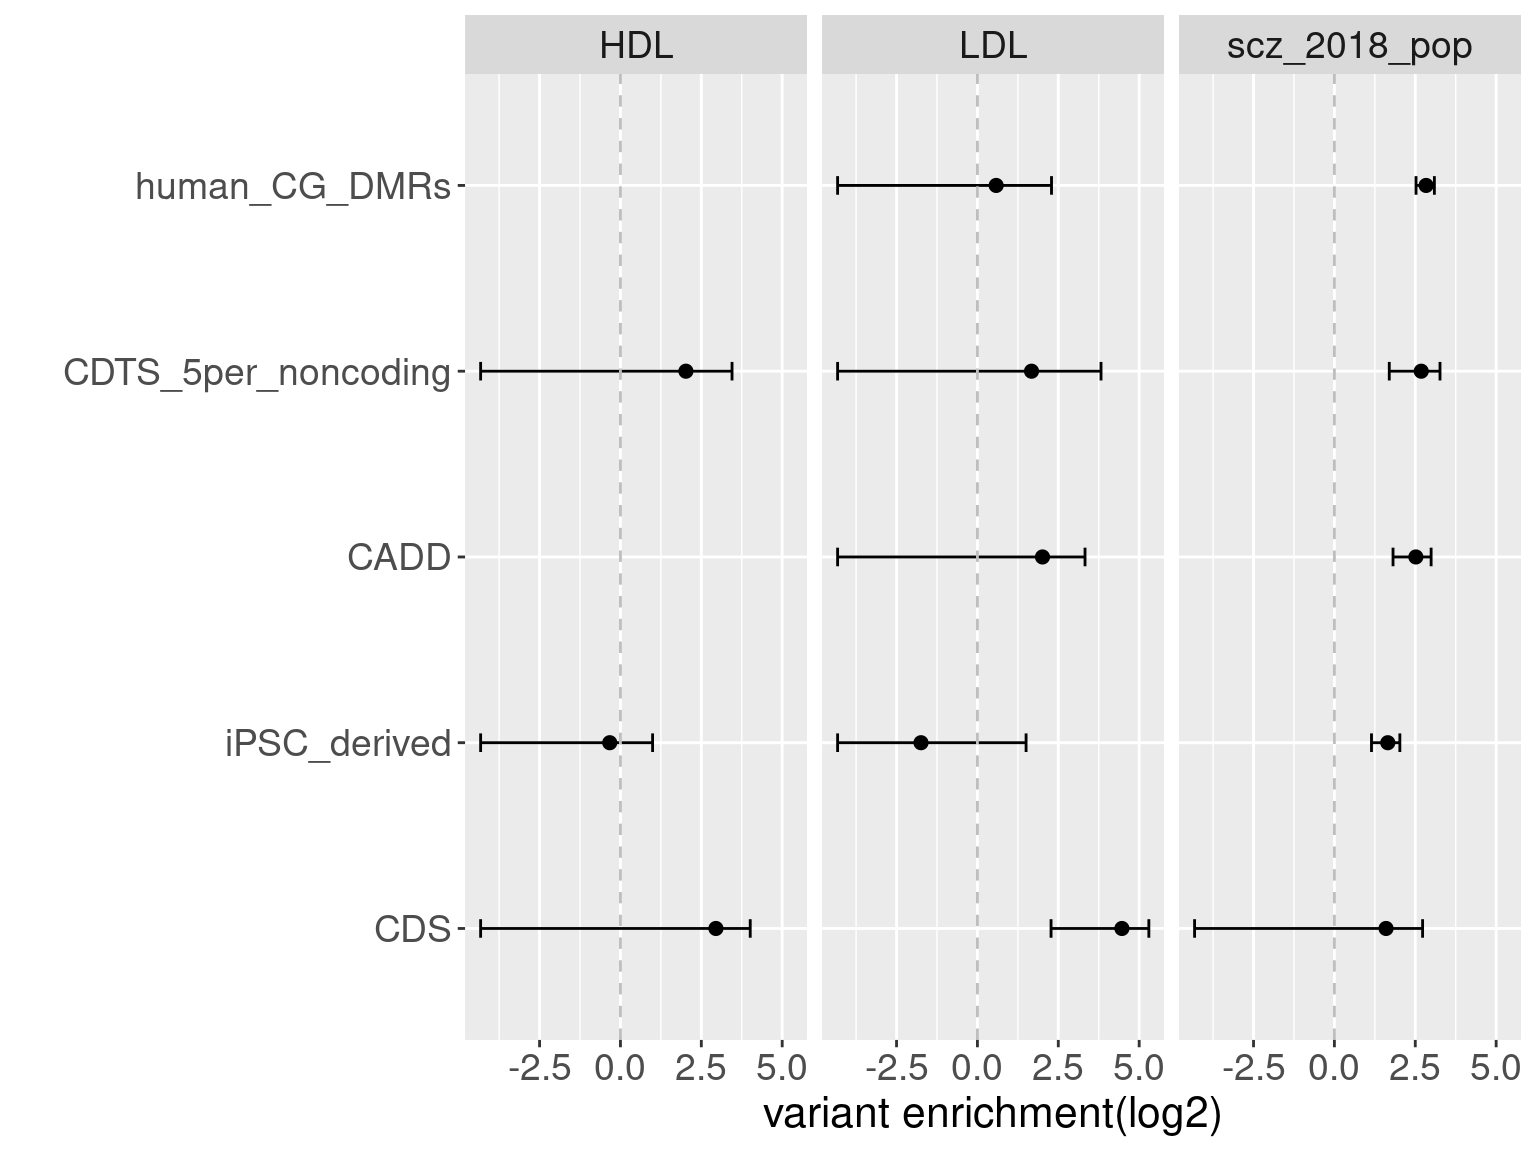 HDL LDL scz_2018_pop
human_CG_DMRs
CDTS_5per_noncoding
CADD
iPSC_derived
CDS
-2.5 0.0 2.5 5.0 -2.5 0.0 2.5 5.0 -2.5 0.0 2.5 5.0
variant enrichment(log2)